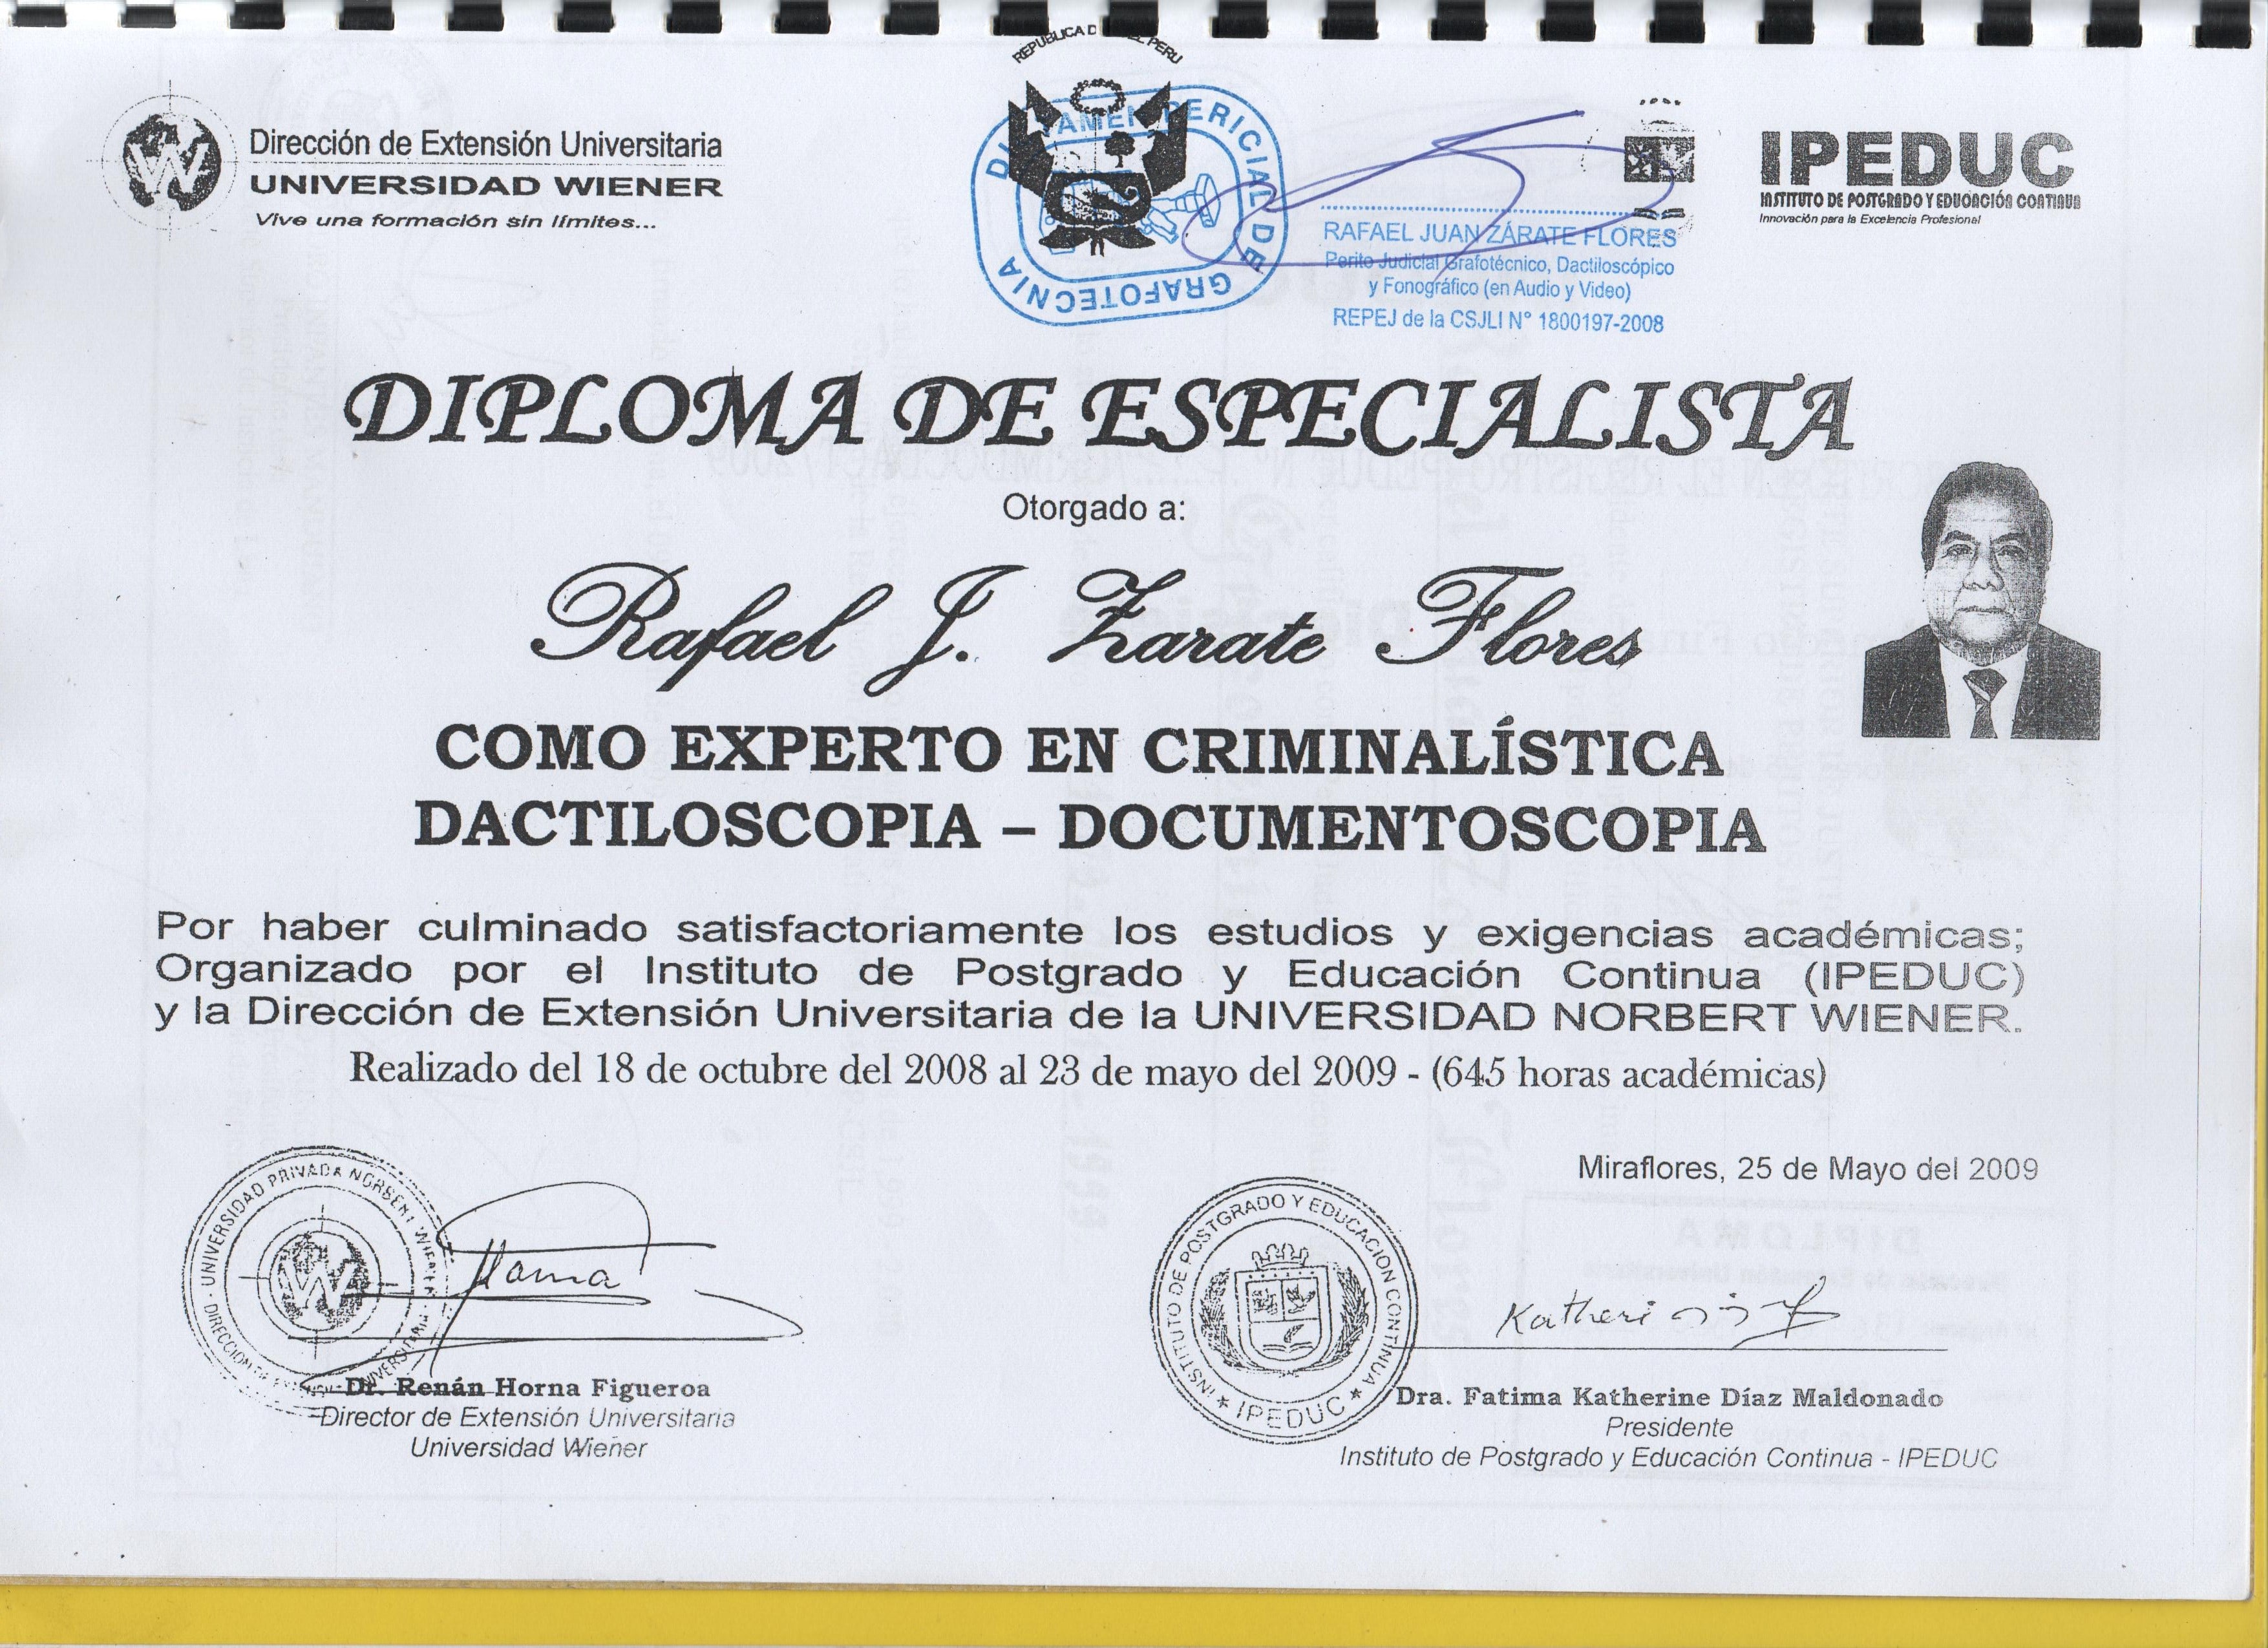 REPÚBLICA DEL PERU
Dirección de Extensión Universitaria
UNIVERSIDAD WIENER
Vive una formación sin límites...
DICTAMEN PERICIAL DE GRAFOTECNIA
RAFAEL JUAN ZÁRATE FLORES
Perito Judicial Grafotécnico, Dactiloscópico
y Fonográfico (en Audio y Video)
REPEJ de la CSJLI N° 1800197-2008
IPEDUC
INSTITUTO DE POSTGRADO Y EDUCACIÓN CONTINUA
Innovación para la Excelencia Profesional
DIPLOMA DE ESPECIALISTA
Otorgado a:
Rafael J. Zarate Flores
COMO EXPERTO EN CRIMINALÍSTICA
DACTILOSCOPIA – DOCUMENTOSCOPIA
Por haber culminado satisfactoriamente los estudios y exigencias académicas;
Organizado por el Instituto de Postgrado y Educación Continua (IPEDUC)
y la Dirección de Extensión Universitaria de la UNIVERSIDAD NORBERT WIENER.
Realizado del 18 de octubre del 2008 al 23 de mayo del 2009 - (645 horas académicas)
Miraflores, 25 de Mayo del 2009
UNIVERSIDAD PRIVADA NORBERT WIENER
INSTITUTO DE POSTGRADO Y EDUCACION CONTINUA
IPEDUC
Dr. Renán Horna Figueroa
Director de Extensión Universitaria
Universidad Wiener
Dra. Fatima Katherine Díaz Maldonado
Presidente
Instituto de Postgrado y Educación Continua - IPEDUC